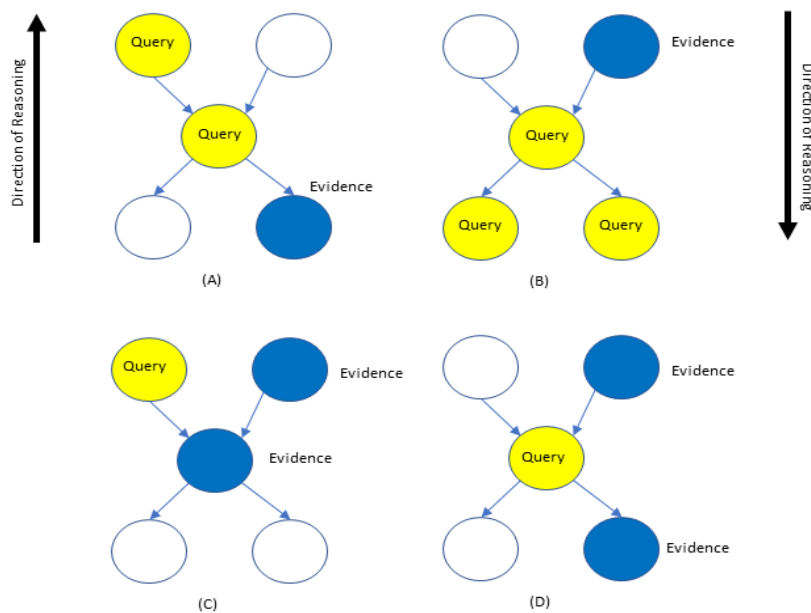 Direction of Reasoning
Query
Query
Evidence
(A)
Evidence
Query
Query
Query
(B)
Direction of Reasoning
Query
Evidence
Evidence
(C)
Evidence
Query
Evidence
(D)